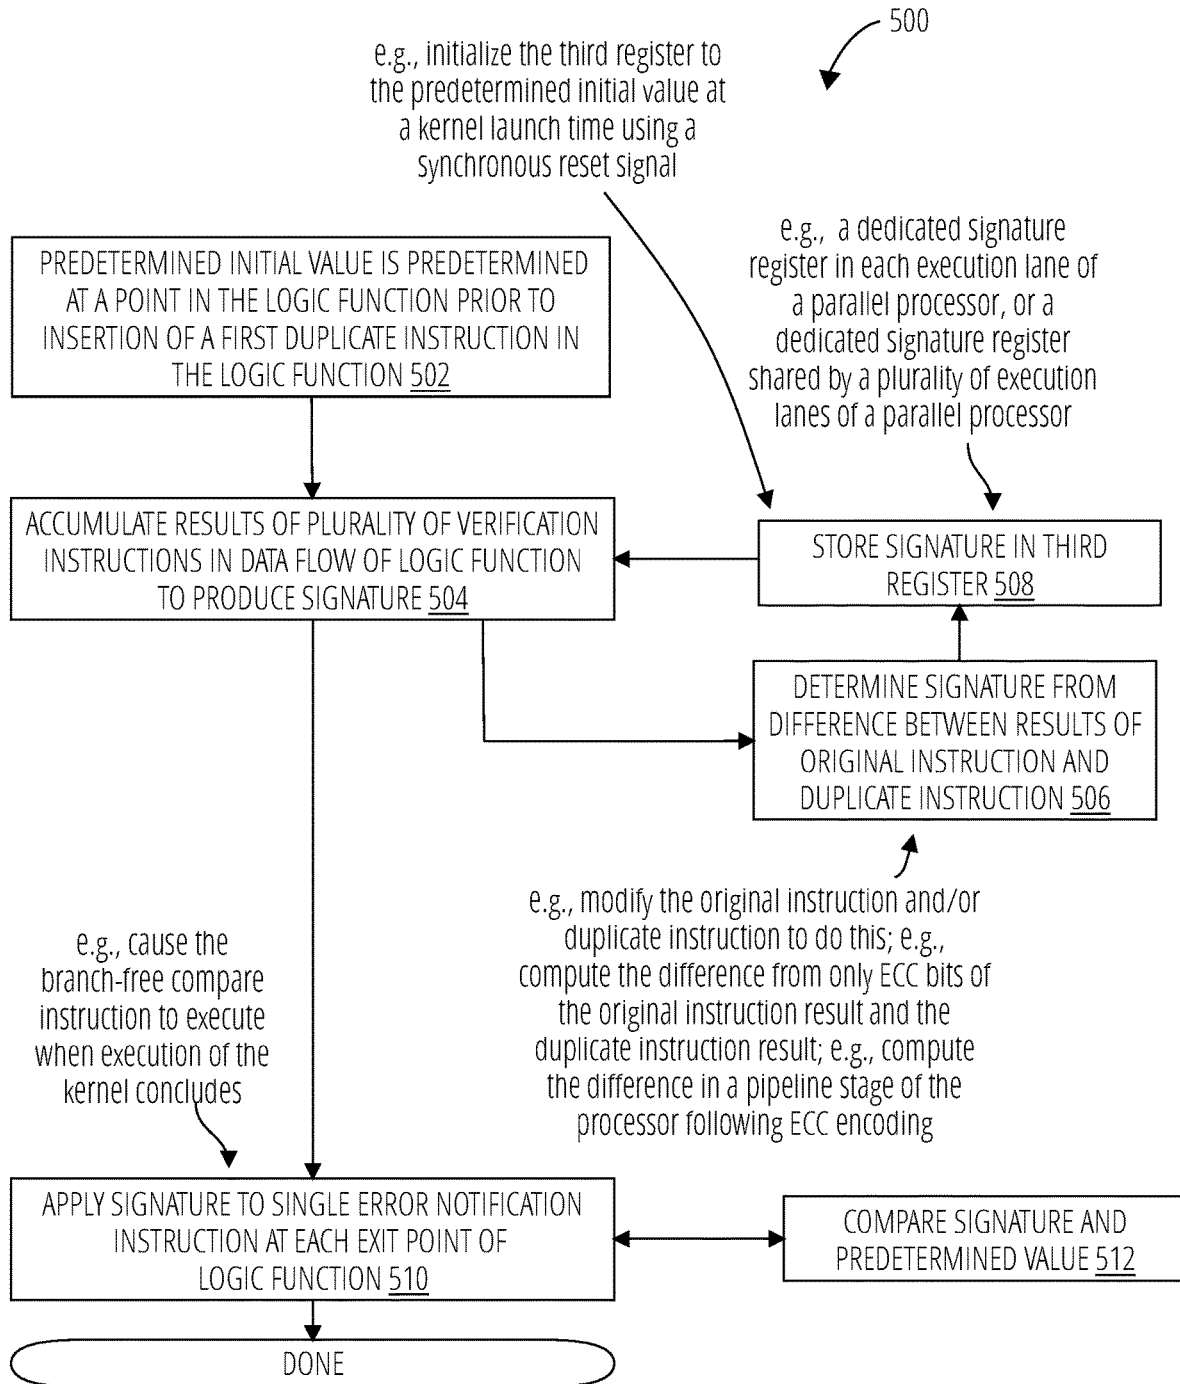 500
e.g., initialize the third register to
the predetermined initial value at
a kernel launch time using a
synchronous reset signal
PREDETERMINED INITIAL VALUE IS PREDETERMINED
AT A POINT IN THE LOGIC FUNCTION PRIOR TO
INSERTION OF A FIRST DUPLICATE INSTRUCTION IN
THE LOGIC FUNCTION 502
e.g., a dedicated signature
register in each execution lane of
a parallel processor, or a
dedicated signature register
shared by a plurality of execution
lanes of a parallel processor
ACCUMULATE RESULTS OF PLURALITY OF VERIFICATION
INSTRUCTIONS IN DATA FLOW OF LOGIC FUNCTION
TO PRODUCE SIGNATURE 504
STORE SIGNATURE IN THIRD
REGISTER 508
DETERMINE SIGNATURE FROM
DIFFERENCE BETWEEN RESULTS OF
ORIGINAL INSTRUCTION AND
DUPLICATE INSTRUCTION 506
e.g., modify the original instruction and/or
duplicate instruction to do this; e.g.,
compute the difference from only ECC bits of
the original instruction result and the
duplicate instruction result; e.g., compute
the difference in a pipeline stage of the
processor following ECC encoding
e.g., cause the
branch-free compare
instruction to execute
when execution of the
kernel concludes
APPLY SIGNATURE TO SINGLE ERROR NOTIFICATION
INSTRUCTION AT EACH EXIT POINT OF
LOGIC FUNCTION 510
COMPARE SIGNATURE AND
PREDETERMINED VALUE 512
DONE